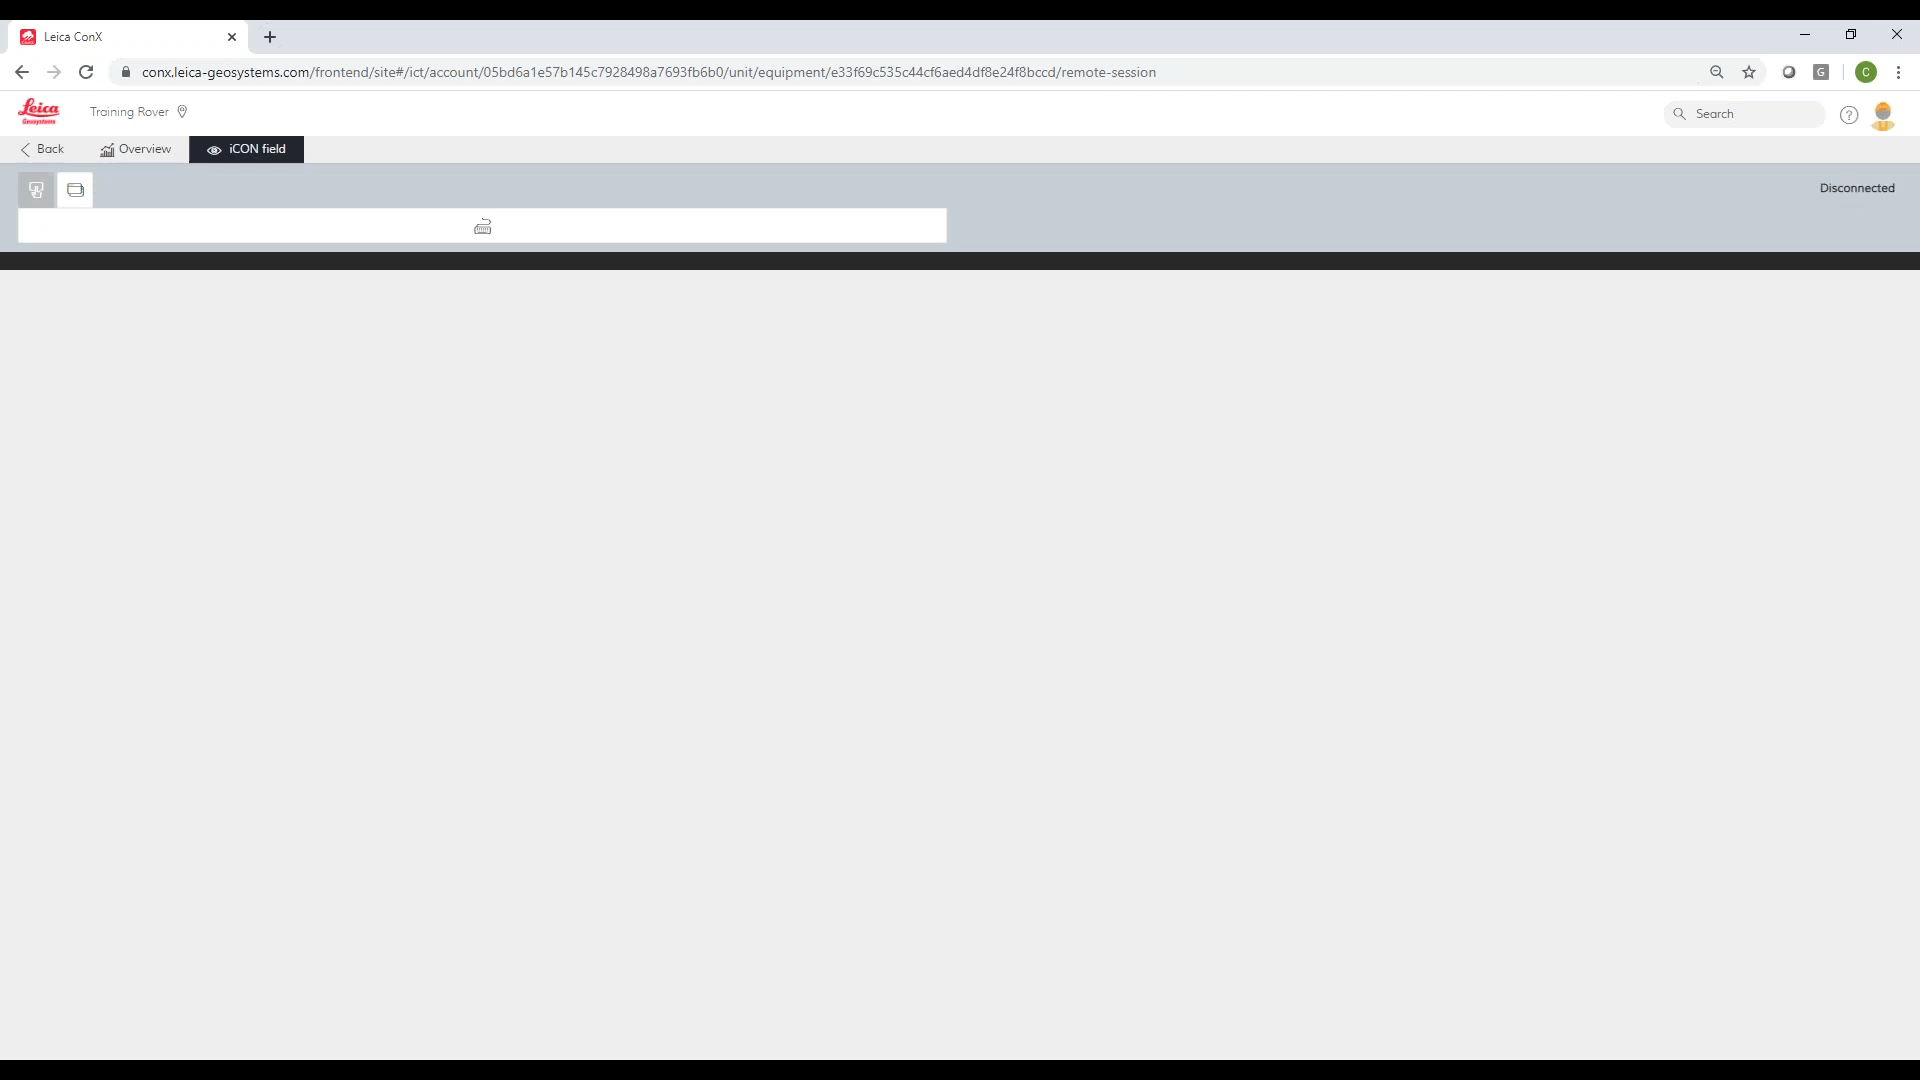 Leica ConX
conx.leica-geosystems.com/frontend/site#/ict/account/05bd6a1e57b145c7928498a7693fb6b0/unit/equipment/e33f69c535c44cf6aed4df8e24f8bccd/remote-session
G
C
Leica
Geosystems
Training Rover
Search
?
Back
Overview
iCON field
Disconnected